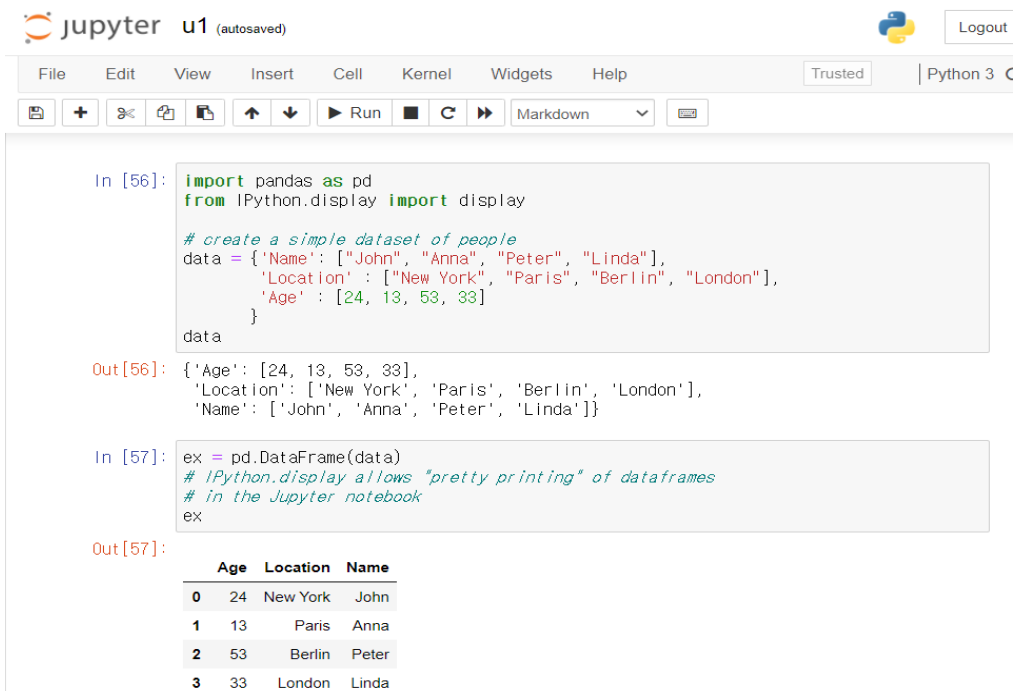 jupyter u1 (autosaved) Logout
File Edit View Insert Cell Kernel Widgets Help Trusted Python 3
Run Markdown
In [56]: import pandas as pd
from IPython.display import display
# create a simple dataset of people
data = {'Name': ["John", "Anna", "Peter", "Linda"],
'Location' : ["New York", "Paris", "Berlin", "London"],
'Age' : [24, 13, 53, 33]
}
data
Out[56]: {'Age': [24, 13, 53, 33],
'Location': ['New York', 'Paris', 'Berlin', 'London'],
'Name': ['John', 'Anna', 'Peter', 'Linda']}
In [57]: ex = pd.DataFrame(data)
# IPython.display allows "pretty printing" of dataframes
# in the Jupyter notebook
ex
Out[57]:
Age Location Name
0 24 New York John
1 13 Paris Anna
2 53 Berlin Peter
3 33 London Linda